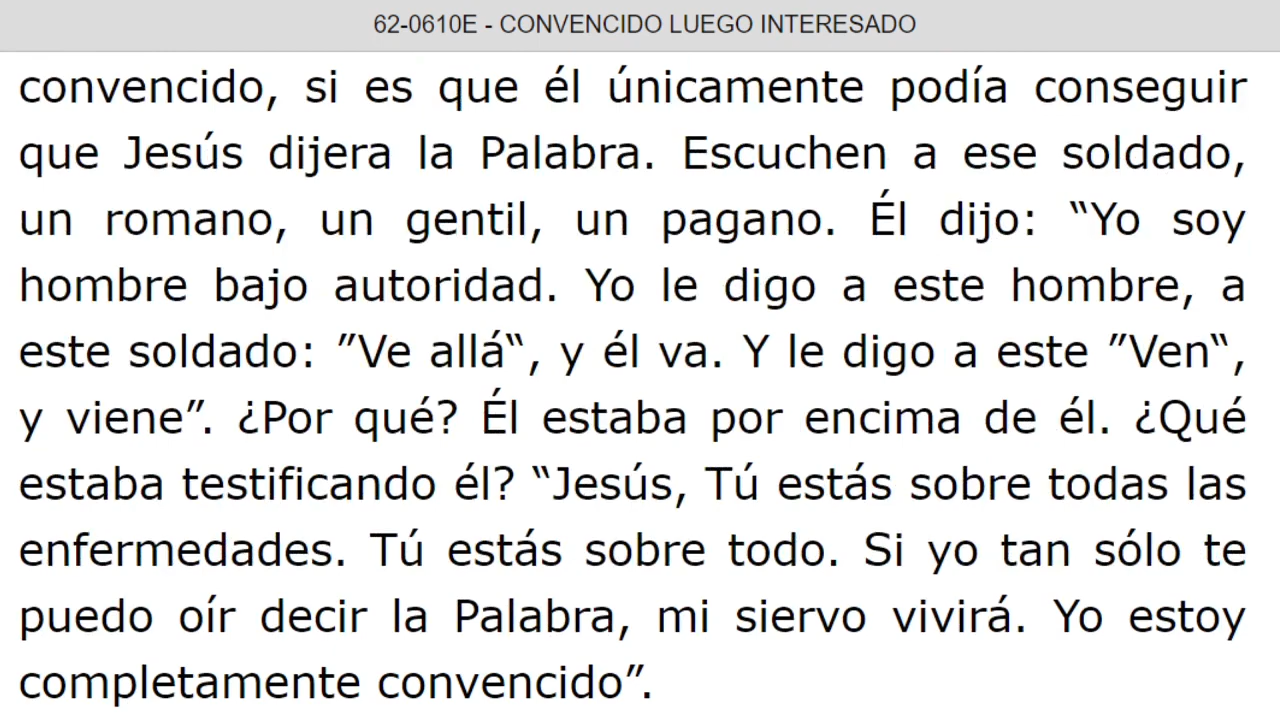 62-0610E - CONVENCIDO LUEGO INTERESADO
convencido, si es que él únicamente podía conseguir
que Jesús dijera la Palabra. Escuchen a ese soldado,
un romano, un gentil, un pagano. Él dijo: “Yo soy
hombre bajo autoridad. Yo le digo a este hombre, a
este soldado: ”Ve allá“, y él va. Y le digo a este ”Ven“,
y viene”. ¿Por qué? Él estaba por encima de él. ¿Qué
estaba testificando él? “Jesús, Tú estás sobre todas las
enfermedades. Tú estás sobre todo. Si yo tan sólo te
puedo oír decir la Palabra, mi siervo vivirá. Yo estoy
completamente convencido”.